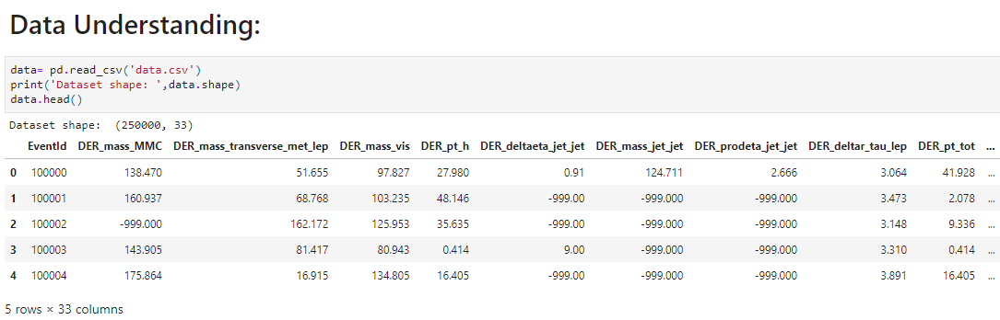 Data Understanding:
data= pd.read_csv('data.csv')
print('Dataset shape: ',data.shape)
data.head()
Dataset shape:  (250000, 33)
EventId DER_mass_MMC DER_mass_transverse_met_lep DER_mass_vis DER_pt_h DER_deltaeta_jet_jet DER_mass_jet_jet DER_prodeta_jet_jet DER_deltar_tau_lep DER_pt_tot ...
0 100000 138.470 51.655 97.827 27.980 0.91 124.711 2.666 3.064 41.928 ...
1 100001 160.937 68.768 103.235 48.146 -999.00 -999.000 -999.000 3.473 2.078 ...
2 100002 -999.000 162.172 125.953 35.635 -999.00 -999.000 -999.000 3.148 9.336 ...
3 100003 143.905 81.417 80.943 0.414 9.00 -999.000 -999.000 3.310 0.414 ...
4 100004 175.864 16.915 134.805 16.405 -999.00 -999.000 -999.000 3.891 16.405 ...
5 rows × 33 columns